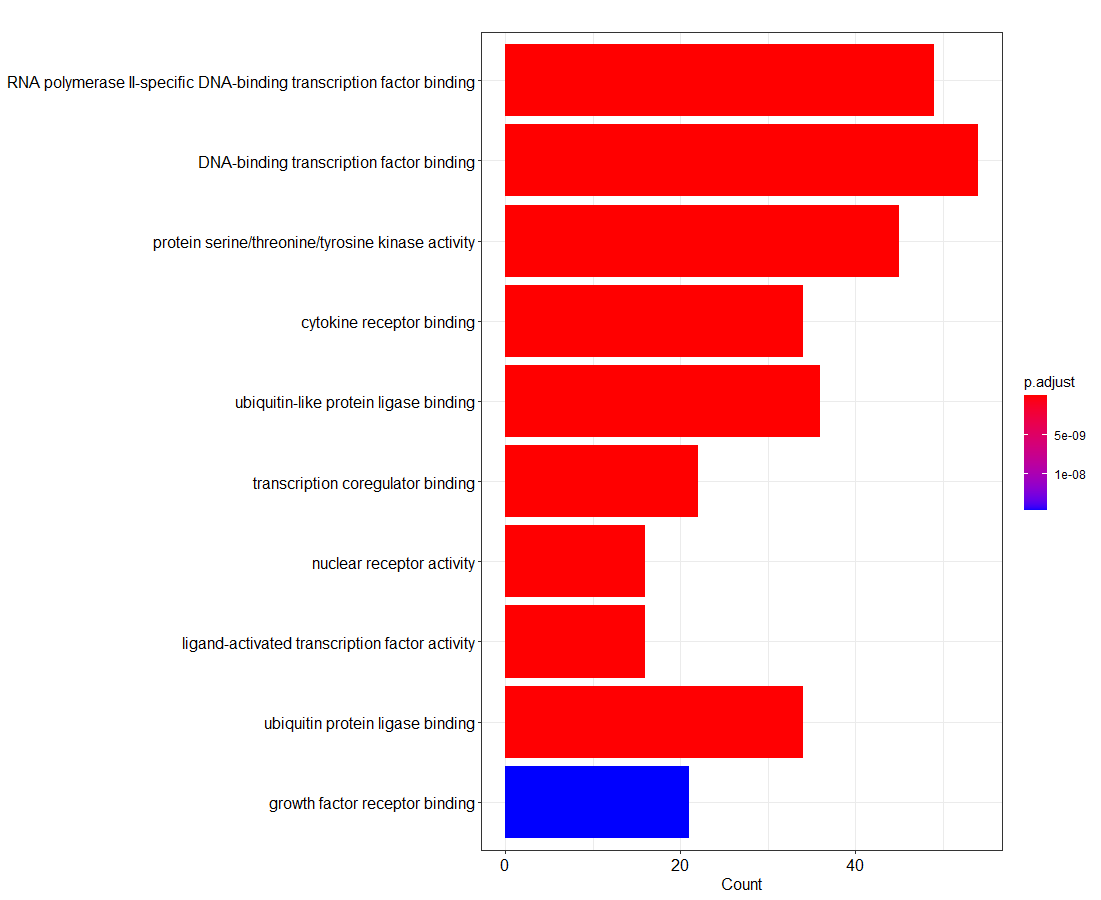 RNA polymerase II-specific DNA-binding transcription factor binding
DNA-binding transcription factor binding
protein serine/threonine/tyrosine kinase activity
cytokine receptor binding
ubiquitin-like protein ligase binding
transcription coregulator binding
nuclear receptor activity
ligand-activated transcription factor activity
ubiquitin protein ligase binding
growth factor receptor binding
0 20 40
Count
p.adjust
5e-09
1e-08